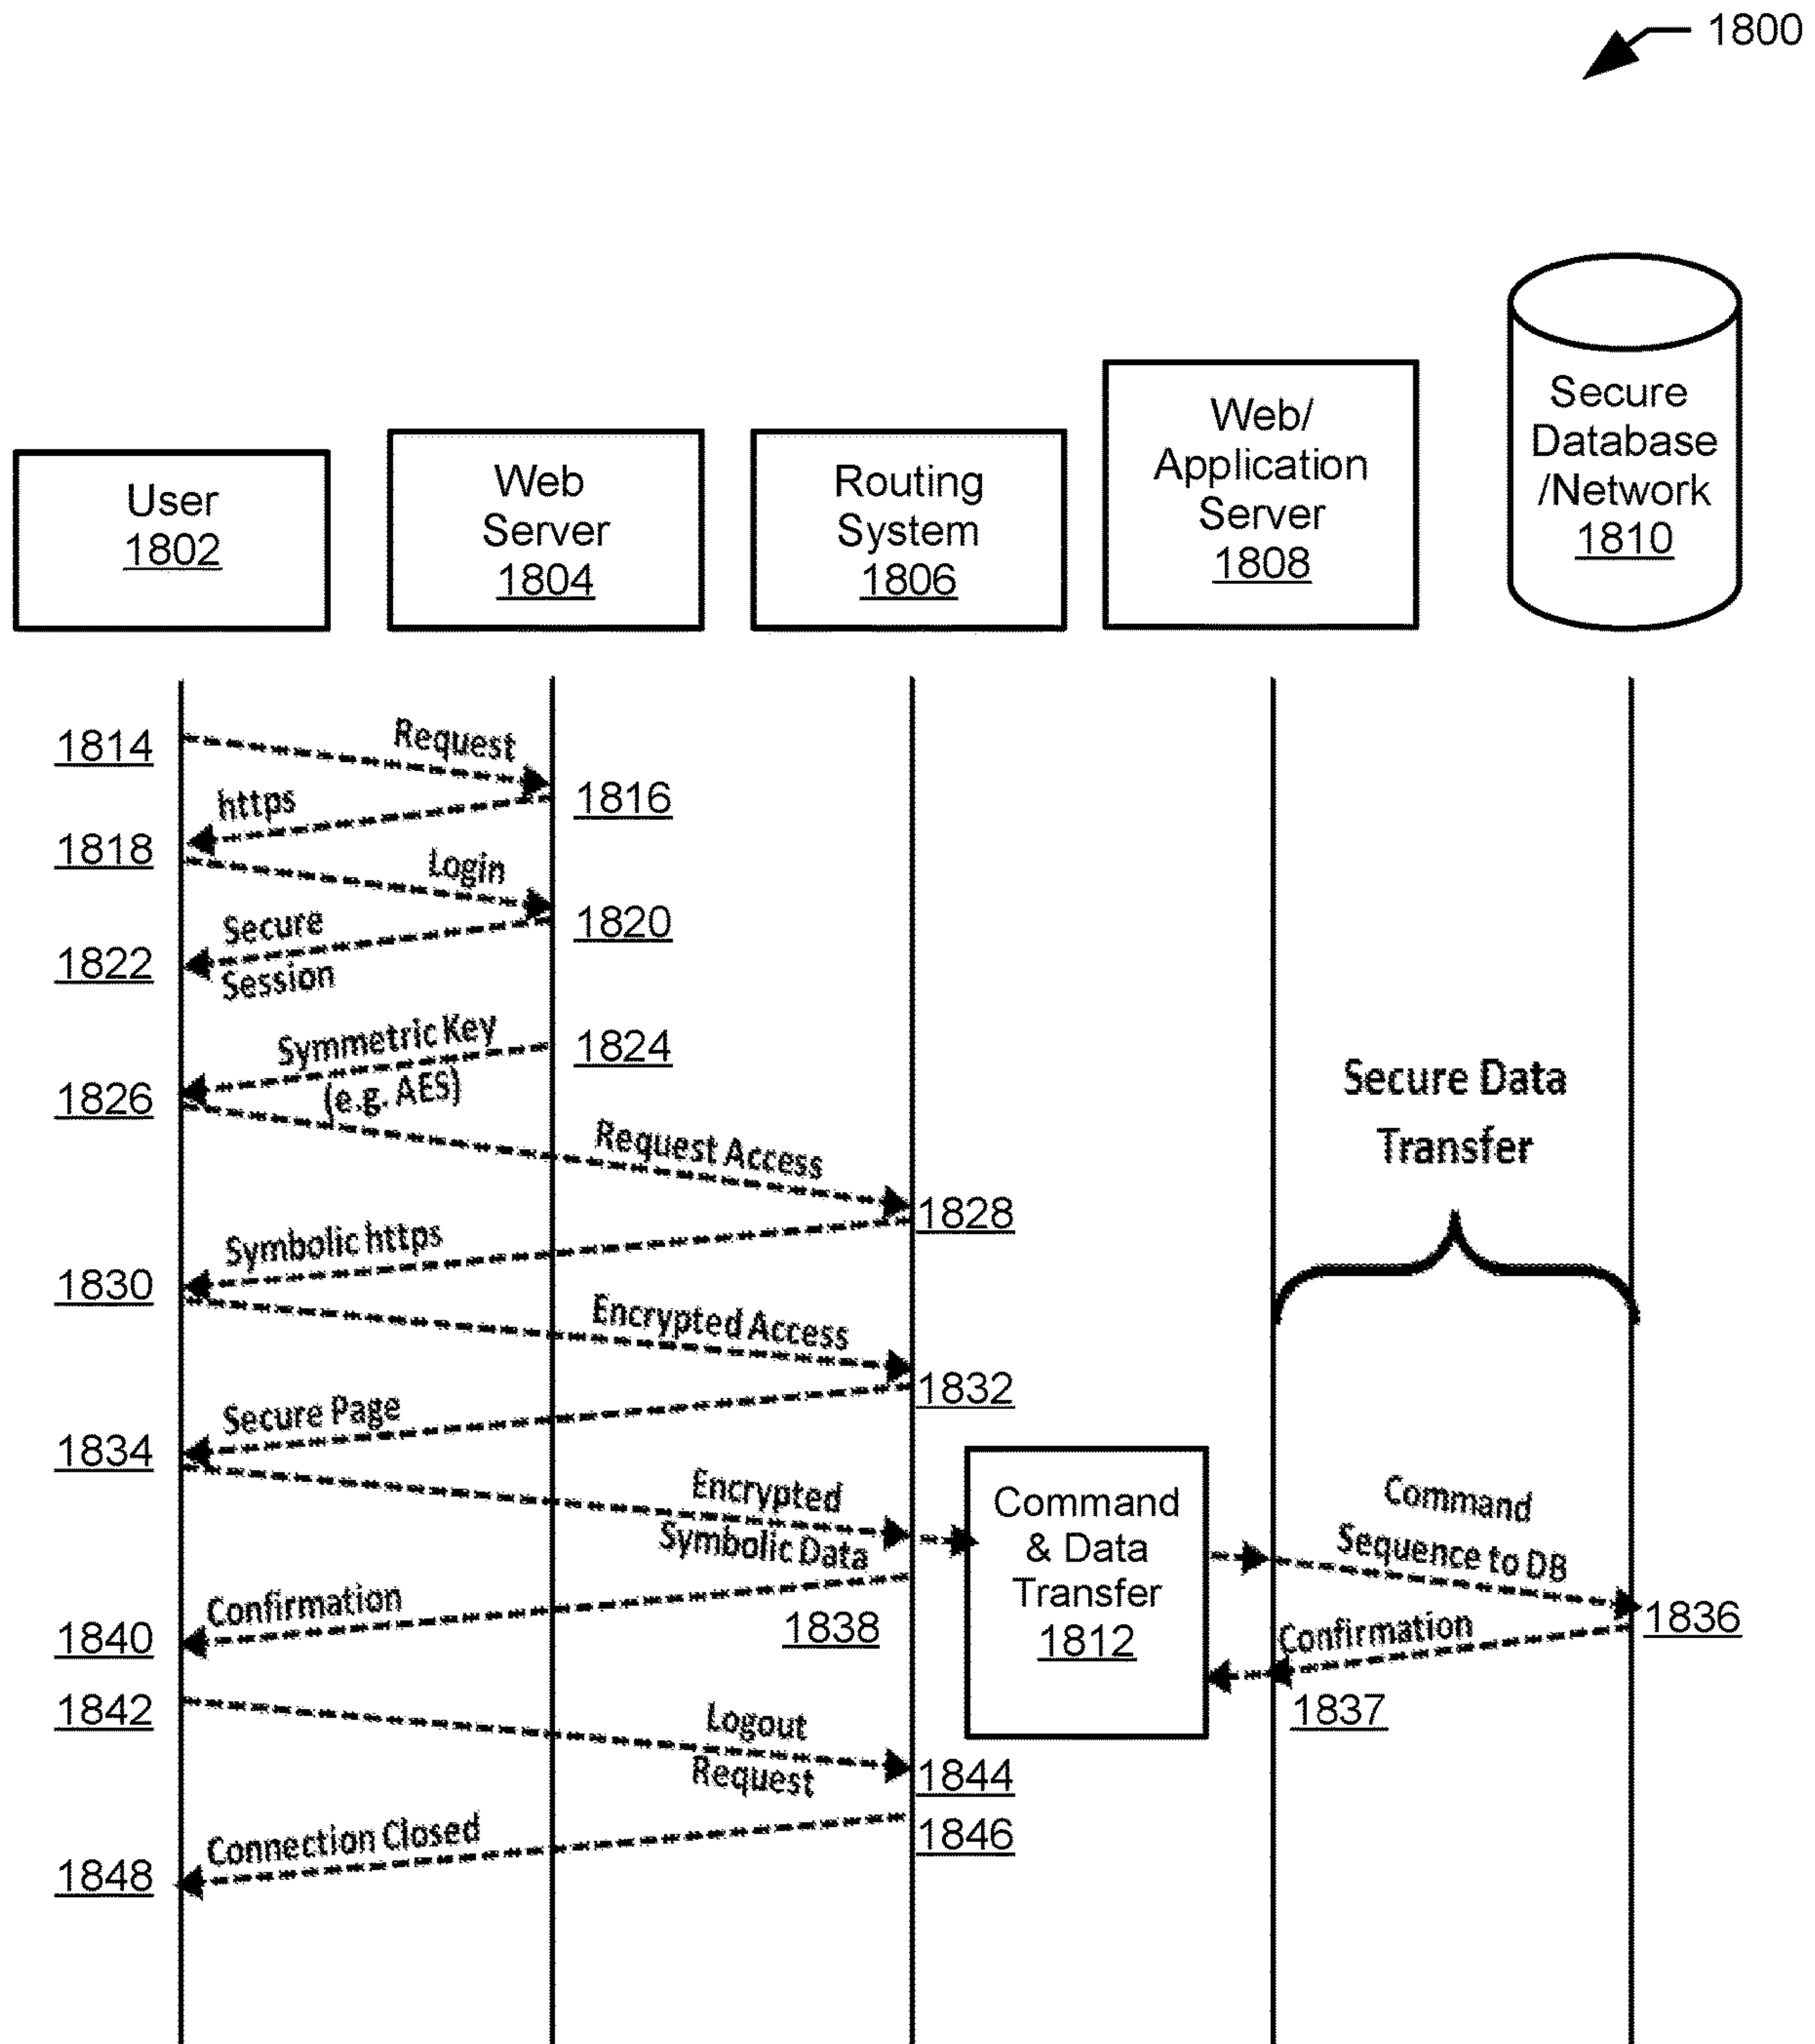 1800
User
1802
Web
Server
1804
Routing
System
1806
Web/
Application
Server
1808
Secure
Database
/Network
1810
1814
Request
https
1816
1818
Login
Secure
Session
1820
1822
Symmetric Key
(e.g. AES)
1824
1826
Request Access
Secure Data
Transfer
1828
Symbolic https
1830
Encrypted Access
1832
Secure Page
1834
Encrypted
Symbolic Data
Command
& Data
Transfer
1812
Command
Sequence to DB
1836
Confirmation
1838
1840
Confirmation
1837
1842
Logout
Request
1844
Connection Closed
1846
1848